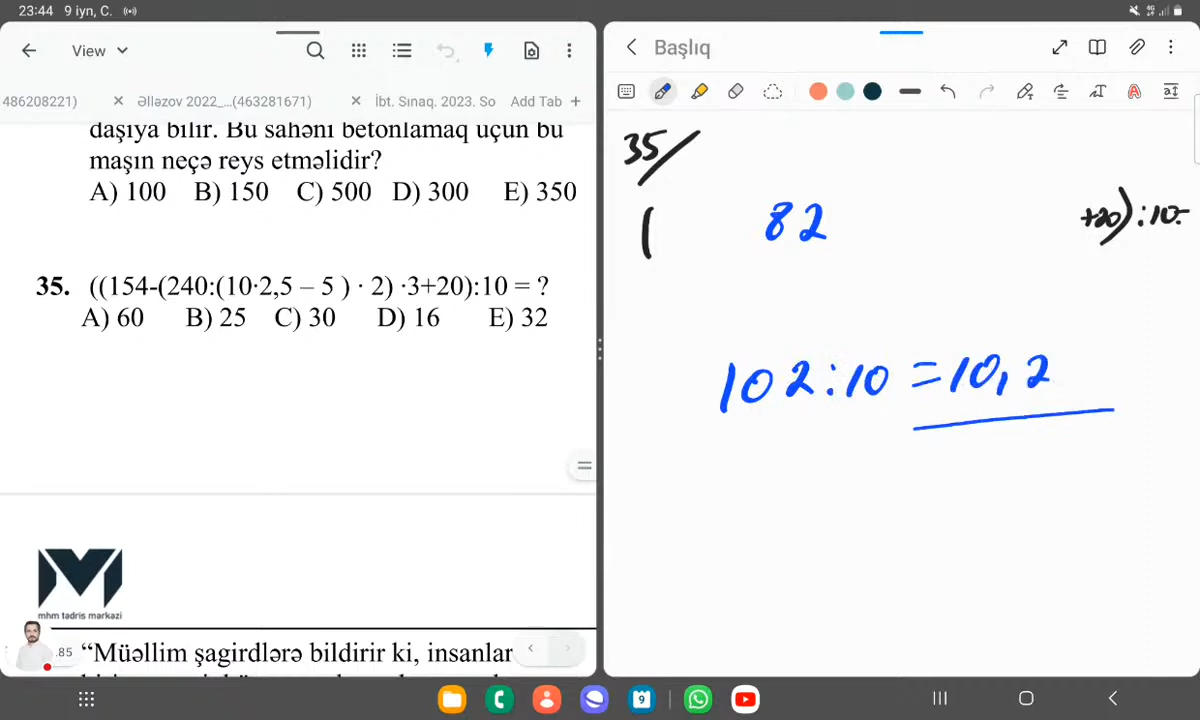 23:44 9 iyn, C.
View
Başlıq
486208221) × Əlləzov 2022_...(463281671) × İbt. Sınaq. 2023. So Add Tab +
daşıya bilir. Bu sahəni betonlamaq üçün bu
maşın neçə reys etməlidir?
A) 100 B) 150 C) 500 D) 300 E) 350
35. ((154-(240:(10·2,5 – 5 ) · 2) ·3+20):10 = ?
A) 60 B) 25 C) 30 D) 16 E) 32
mhm tədris mərkəzi
.85 “Müəllim şagirdlərə bildirir ki, insanlar
35/
( 82 +20):10=
102:10=10,2
9